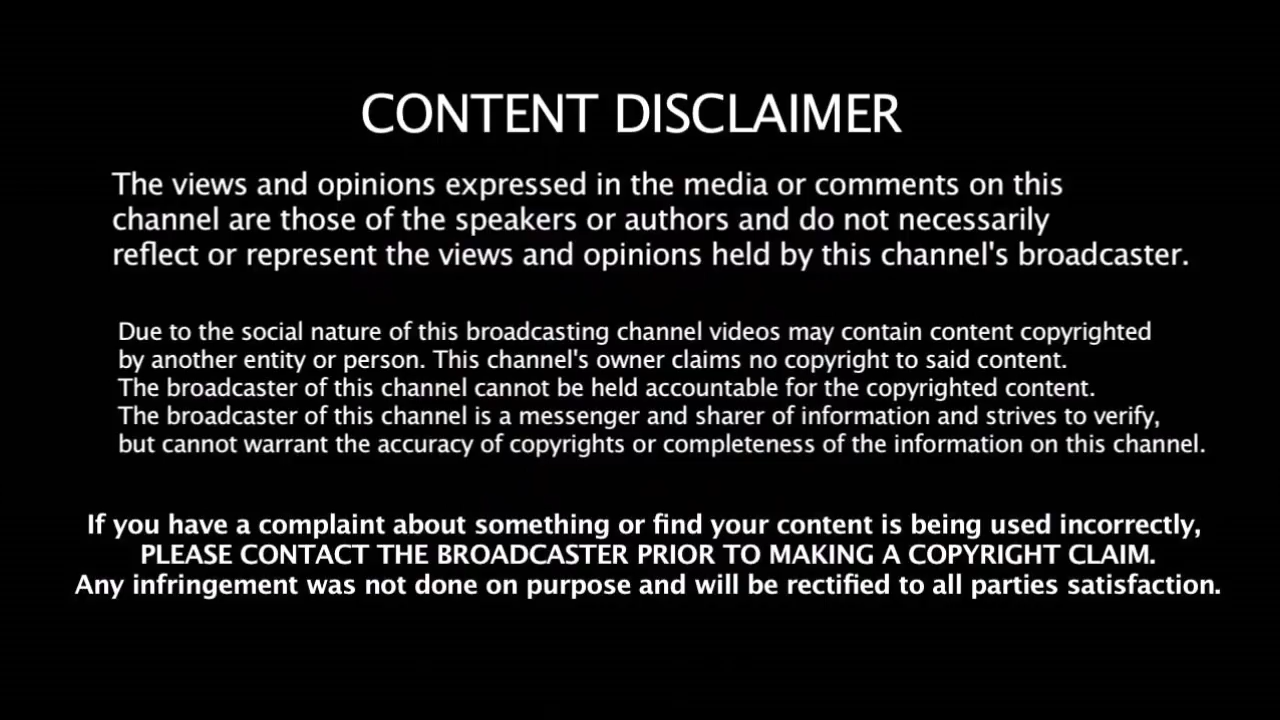 CONTENT DISCLAIMER
The views and opinions expressed in the media or comments on this
channel are those of the speakers or authors and do not necessarily
reflect or represent the views and opinions held by this channel's broadcaster.
Due to the social nature of this broadcasting channel videos may contain content copyrighted
by another entity or person. This channel's owner claims no copyright to said content.
The broadcaster of this channel cannot be held accountable for the copyrighted content.
The broadcaster of this channel is a messenger and sharer of information and strives to verify,
but cannot warrant the accuracy of copyrights or completeness of the information on this channel.
If you have a complaint about something or find your content is being used incorrectly,
PLEASE CONTACT THE BROADCASTER PRIOR TO MAKING A COPYRIGHT CLAIM.
Any infringement was not done on purpose and will be rectified to all parties satisfaction.